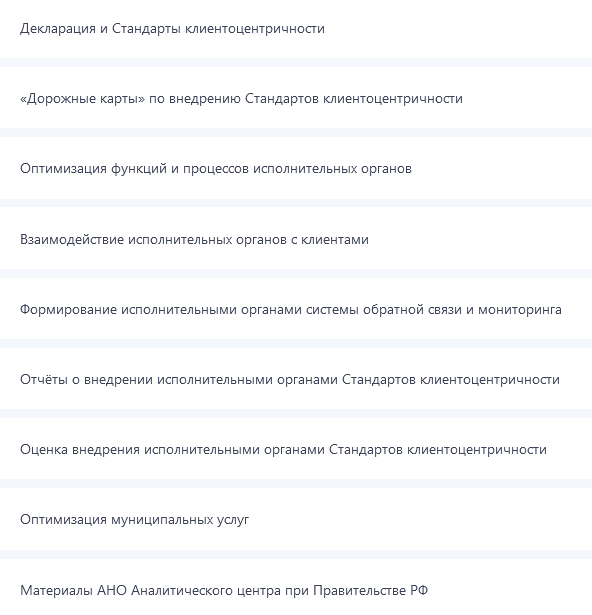 Декларация и Стандарты клиентоцентричности
«Дорожные карты» по внедрению Стандартов клиентоцентричности
Оптимизация функций и процессов исполнительных органов
Взаимодействие исполнительных органов с клиентами
Формирование исполнительными органами системы обратной связи и мониторинга
Отчёты о внедрении исполнительными органами Стандартов клиентоцентричности
Оценка внедрения исполнительными органами Стандартов клиентоцентричности
Оптимизация муниципальных услуг
Материалы АНО Аналитического центра при Правительстве РФ